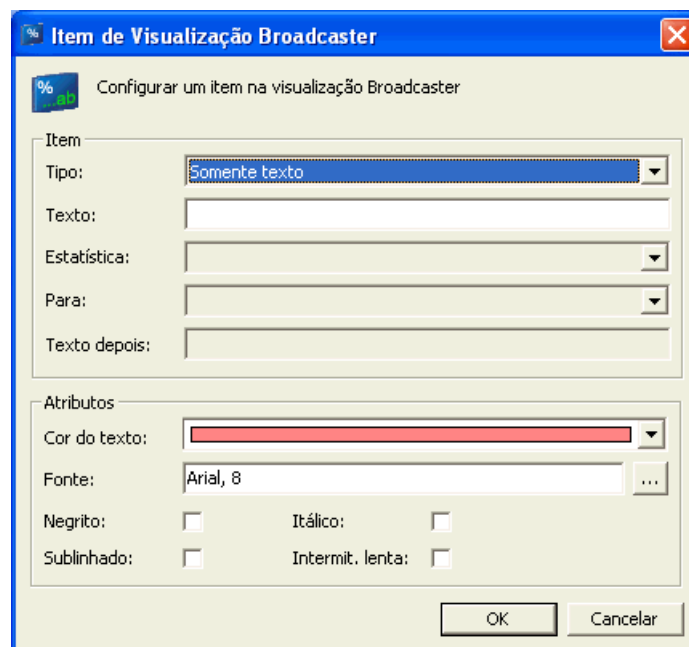 Item de Visualização Broadcaster
% ...ab
Configurar um item na visualização Broadcaster
Item
Tipo: Somente texto
Texto:
Estatística:
Para:
Texto depois:
Atributos
Cor do texto:
Fonte: Arial, 8 ...
Negrito: Itálico:
Sublinhado: Intermit. lenta:
OK Cancelar